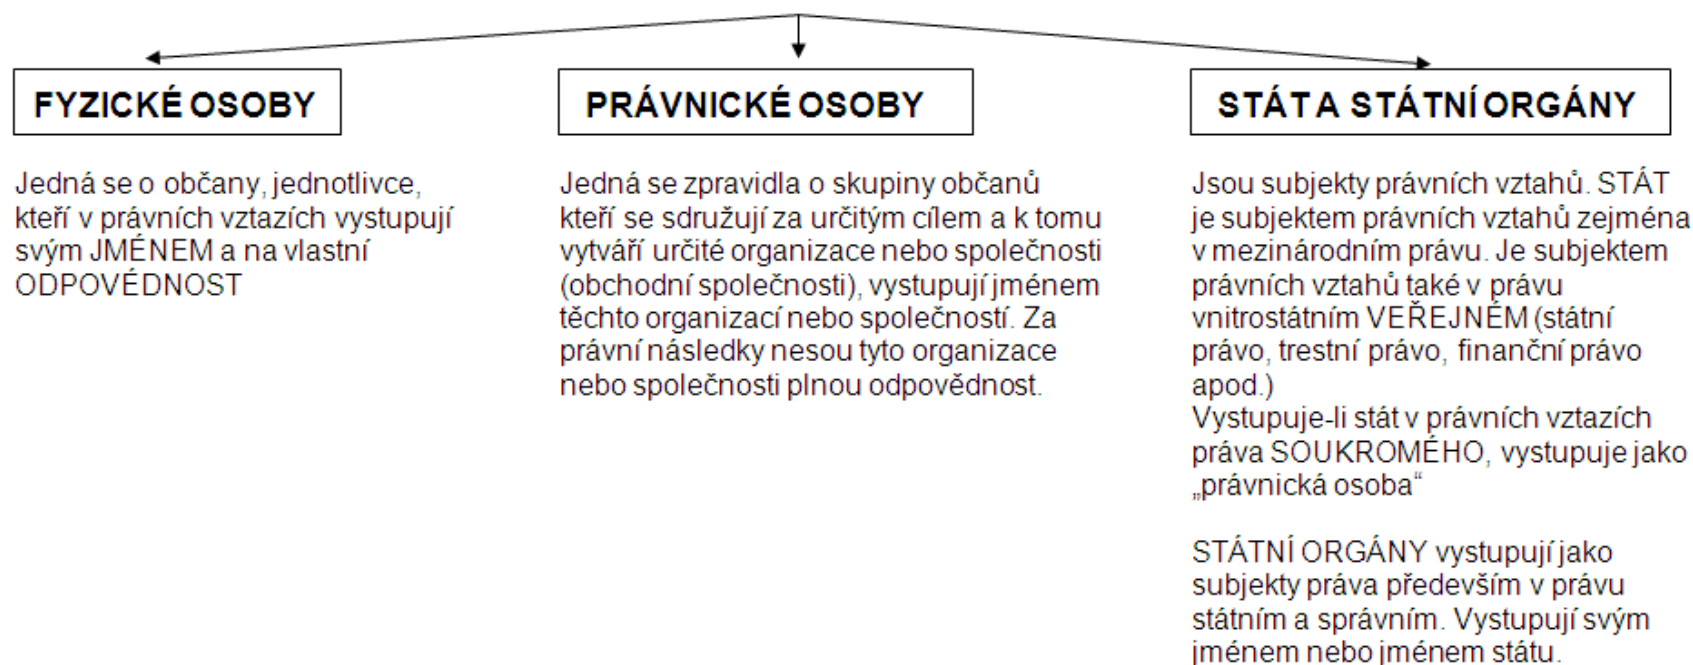 FYZICKÉ OSOBY
Jedná se o občany, jednotlivce,
kteří v právních vztazích vystupují
svým JMÉNEM a na vlastní
ODPOVÉDNOST
PRÁVNICKÉ OSOBY
Jedná se zpravidla o skupiny občanů
kteří se sdružují za určitým cílem a k tomu
vytváří určité organizace nebo společnosti
(obchodní společnosti), vystupují jménem
těchto organizací nebo společností. Za
právní následky nesou tyto organizace
nebo společnosti plnou odpovědnost.
STÁT A STÁTNÍ ORGÁNY
Jsou subjekty právních vztahů. STÁT
je subjektem právních vztahů zejména
v mezinárodním právu. Je subjektem
právních vztahů také v právu
vnitrostátním VEŘEJNÉM (státní
právo, trestní právo, finanční právo
apod.)
Vystupuje-li stát v právních vztazích
práva SOUKROMÉHO, vystupuje jako
„právnická osoba“
STÁTNÍ ORGÁNY vystupují jako
subjekty práva především v právu
státním a správním. Vystupují svým
jménem nebo jménem státu.